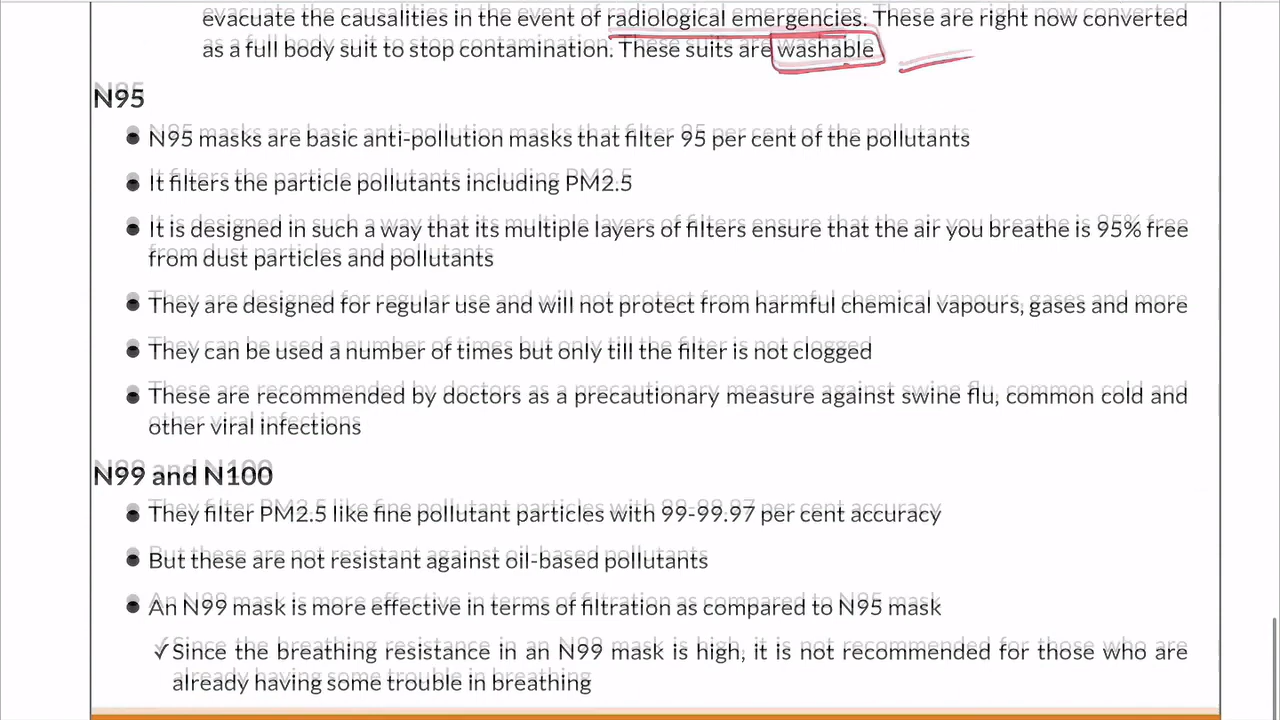 evacuate the causalities in the event of radiological emergencies. These are right now converted
as a full body suit to stop contamination. These suits are washable
N95
● N95 masks are basic anti-pollution masks that filter 95 per cent of the pollutants
● It filters the particle pollutants including PM2.5
● It is designed in such a way that its multiple layers of filters ensure that the air you breathe is 95% free
from dust particles and pollutants
● They are designed for regular use and will not protect from harmful chemical vapours, gases and more
● They can be used a number of times but only till the filter is not clogged
● These are recommended by doctors as a precautionary measure against swine flu, common cold and
other viral infections
N99 and N100
● They filter PM2.5 like fine pollutant particles with 99-99.97 per cent accuracy
● But these are not resistant against oil-based pollutants
● An N99 mask is more effective in terms of filtration as compared to N95 mask
✓ Since the breathing resistance in an N99 mask is high, it is not recommended for those who are
already having some trouble in breathing